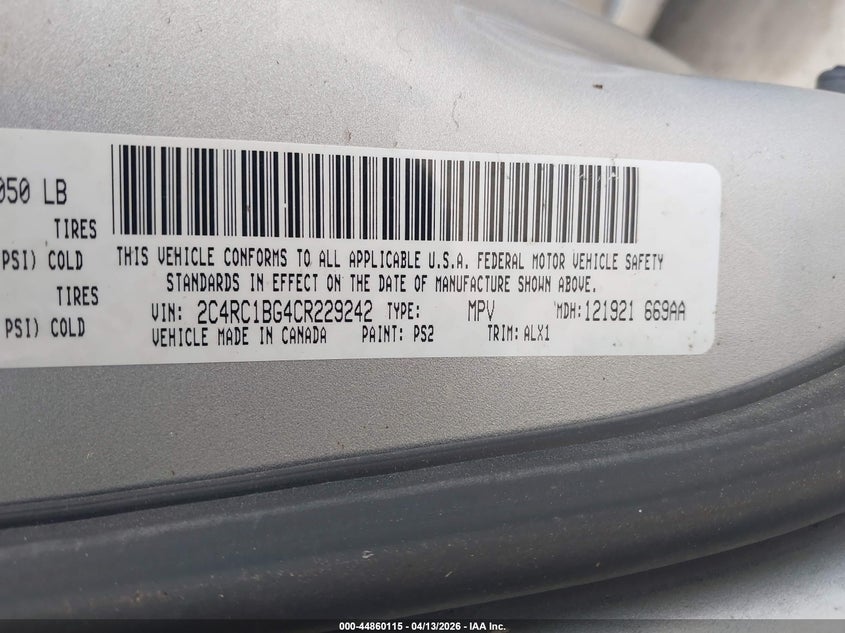 050 LB
TIRES
PSI) COLD
TIRES
PSI) COLD
THIS VEHICLE CONFORMS TO ALL APPLICABLE U.S.A. FEDERAL MOTOR VEHICLE SAFETY
STANDARDS IN EFFECT ON THE DATE OF MANUFACTURE SHOWN ABOVE.
VIN: 2C4RC1BG4CR229242 TYPE: MPV MDH:121921 669AA
VEHICLE MADE IN CANADA PAINT: PS2 TRIM: ALX1
000-44860115 - 04/13/2026 - IAA Inc.